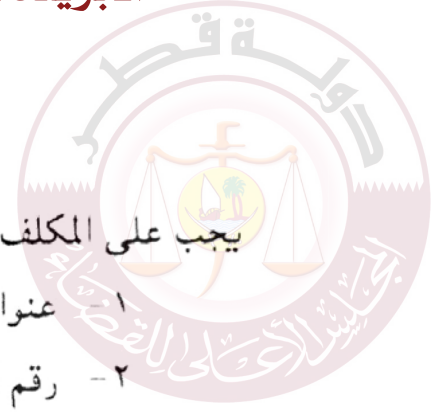 دولة قطر
يجب على المكلف
١- عنوا
٢- رقم
المجلس الأعلى للقضاء